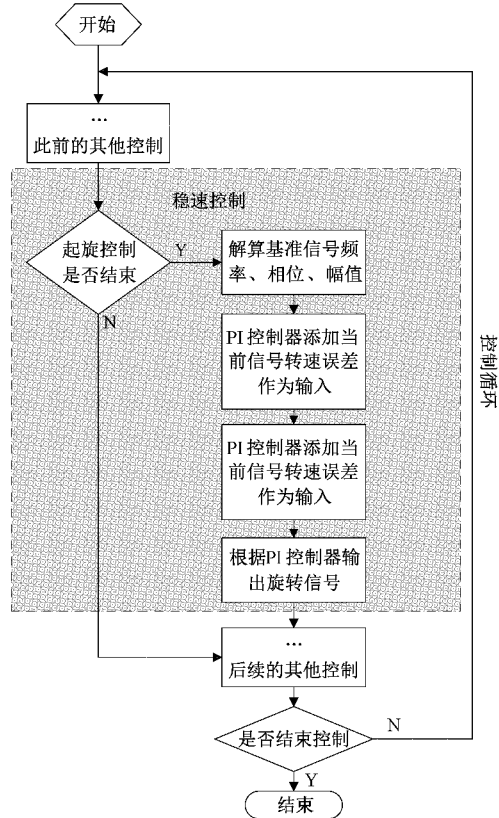 开始
…
此前的其他控制
稳速控制
起旋控制
是否结束
Y
N
解算基准信号频
率、相位、幅值
PI 控制器添加当
前信号转速误差
作为输入
PI 控制器添加当
前信号转速误差
作为输入
根据PI 控制器输
出旋转信号
…
后续的其他控制
是否结束控制
N
Y
结束
控制循环